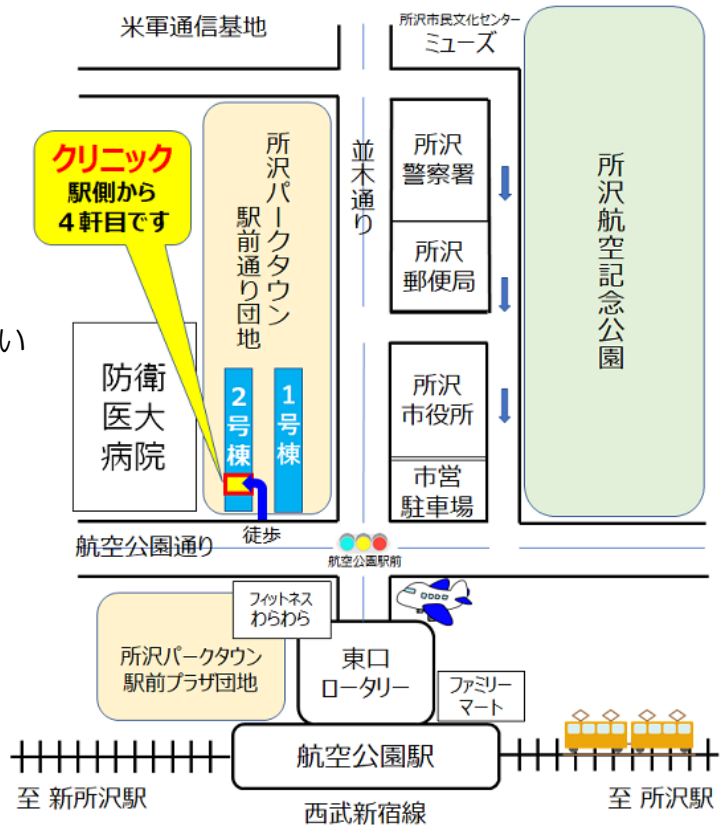 米軍通信基地
所沢市民文化センター
ミューズ
クリニック
駅側から
4軒目です
所沢パークタウン
駅前通り団地
並木通り
所沢
警察署
所沢
郵便局
所沢航空記念公園
い
防衛
医大
病院
2号棟
1号棟
所沢
市役所
市営
駐車場
徒歩
航空公園通り
航空公園駅前
フィットネス
わらわら
所沢パークタウン
駅前プラザ団地
東口
ロータリー
ファミリー
マート
航空公園駅
至 新所沢駅
至 所沢駅
西武新宿線